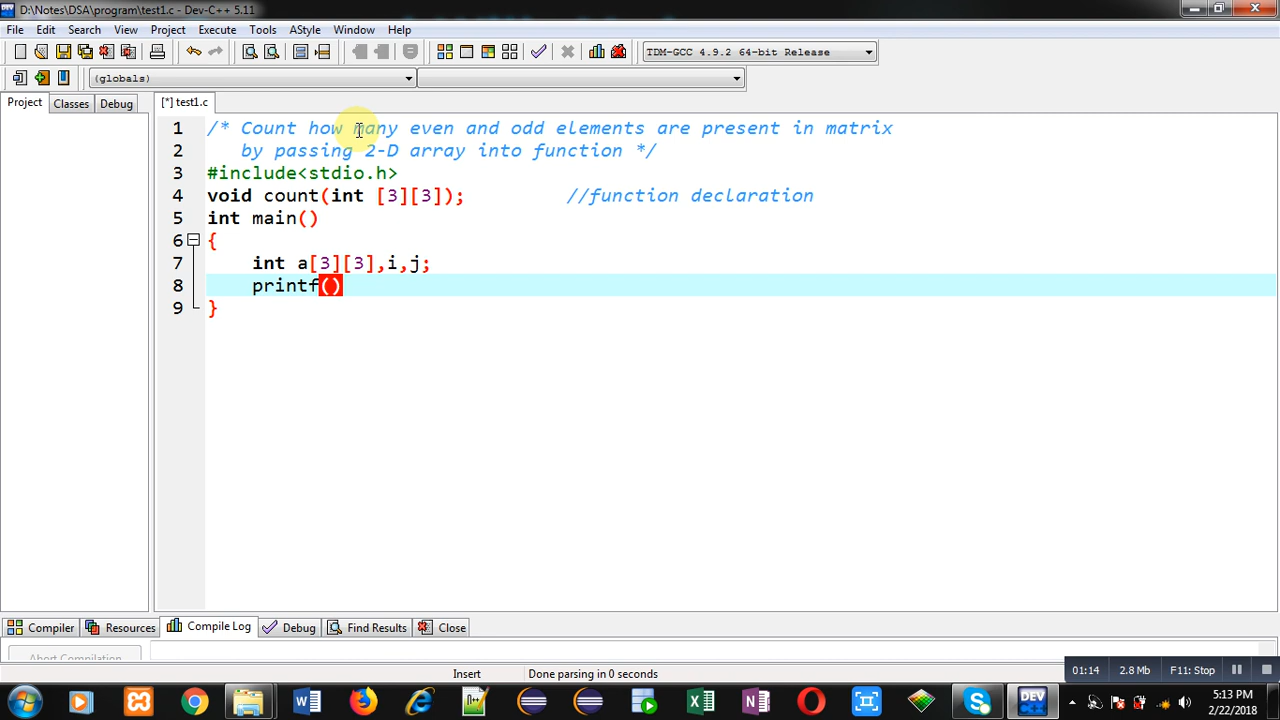 D:\Notes\DSA\program\test1.c - Dev-C++ 5.11
File Edit Search View Project Execute Tools AStyle Window Help
TDM-GCC 4.9.2 64-bit Release
(globals)
Project Classes Debug
[*] test1.c
1 /* Count how many even and odd elements are present in matrix
2 by passing 2-D array into function */
3 #include<stdio.h>
4 void count(int [3][3]); //function declaration
5 int main()
6 {
7 int a[3][3],i,j;
8 printf()
9 }
Compiler Resources Compile Log Debug Find Results Close
Abort Compilation
Insert Done parsing in 0 seconds
01:14 2.8 Mb F11: Stop
DEV
5:13 PM
2/22/2018